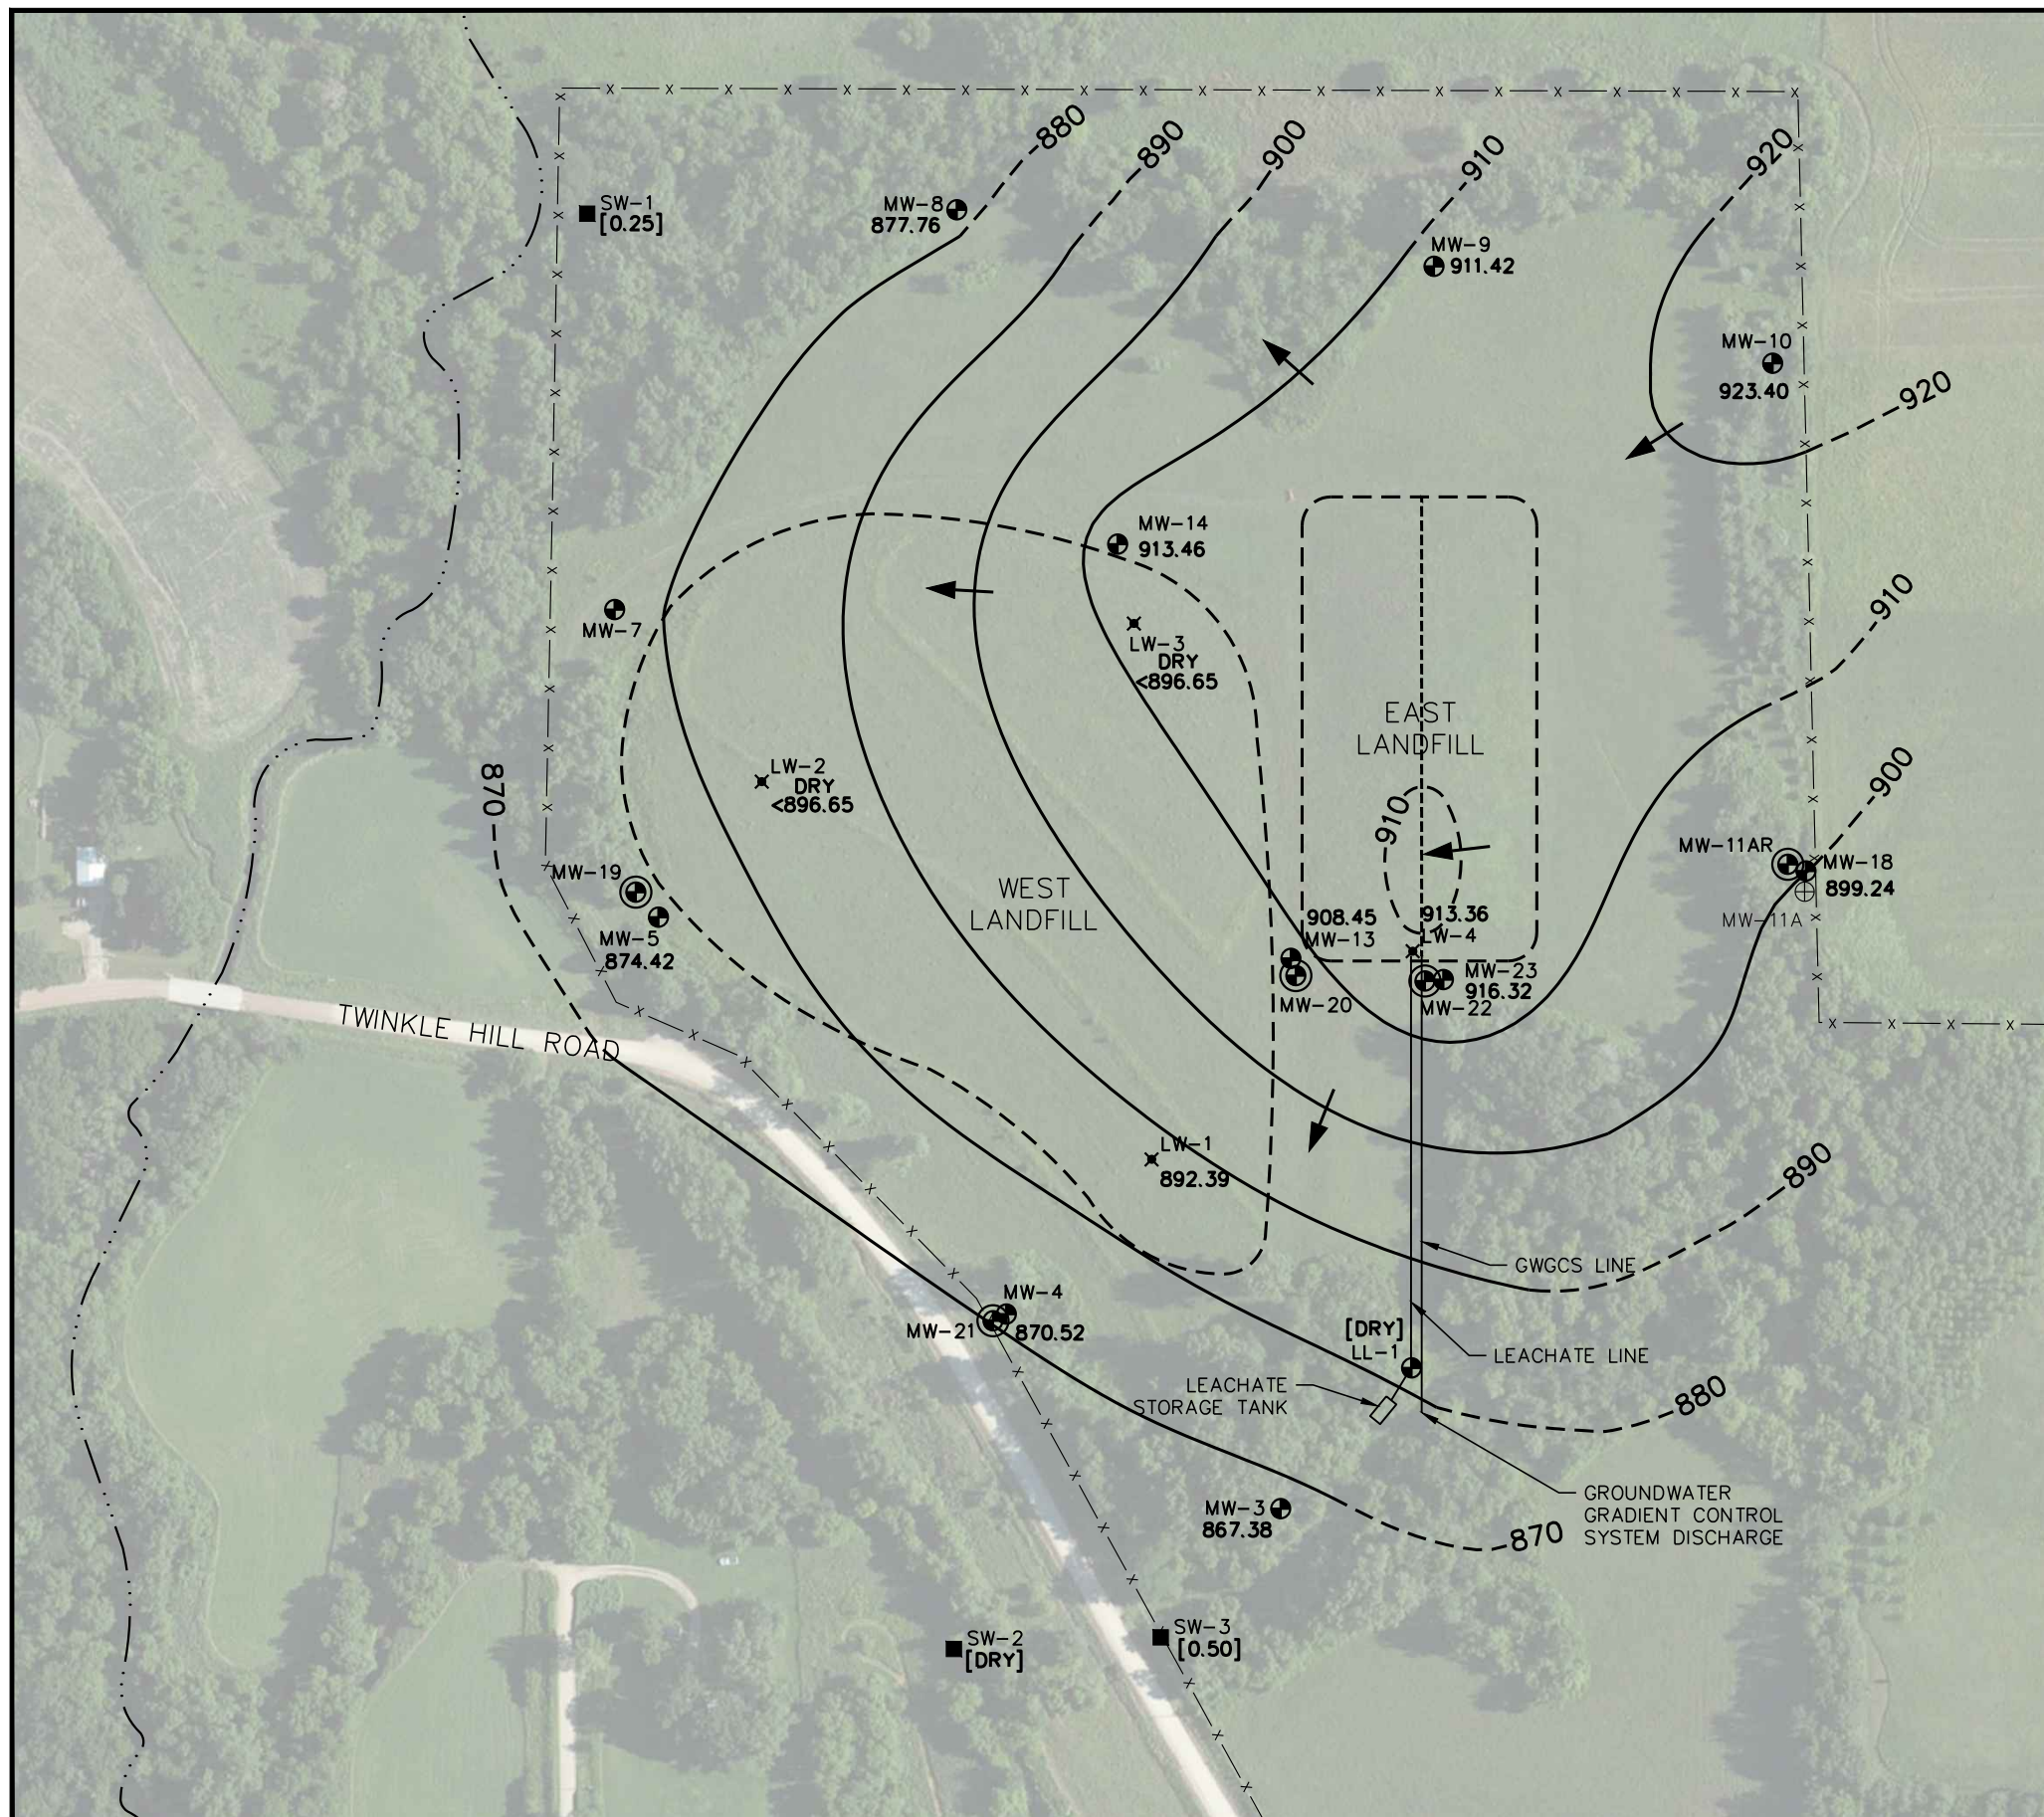 880
890
900
910
920
SW-1
[0.25]
MW-8
877.76
MW-9
911.42
MW-10
923.40
920
MW-14
913.46
MW-7
910
LW-3
DRY
<896.65
EAST
LANDFILL
LW-2
DRY
<896.65
870
910
900
MW-19
MW-5
874.42
WEST
LANDFILL
MW-11AR
MW-18
899.24
MW-11A
908.45
MW-13
913.36
LW-4
MW-20
MW-23
916.32
MW-22
TWINKLE HILL ROAD
LW-1
892.39
890
GWGCS LINE
MW-4
870.52
MW-21
[DRY]
LL-1
LEACHATE LINE
LEACHATE
STORAGE TANK
880
MW-3
867.38
870
GROUNDWATER
GRADIENT CONTROL
SYSTEM DISCHARGE
SW-2
[DRY]
SW-3
[0.50]